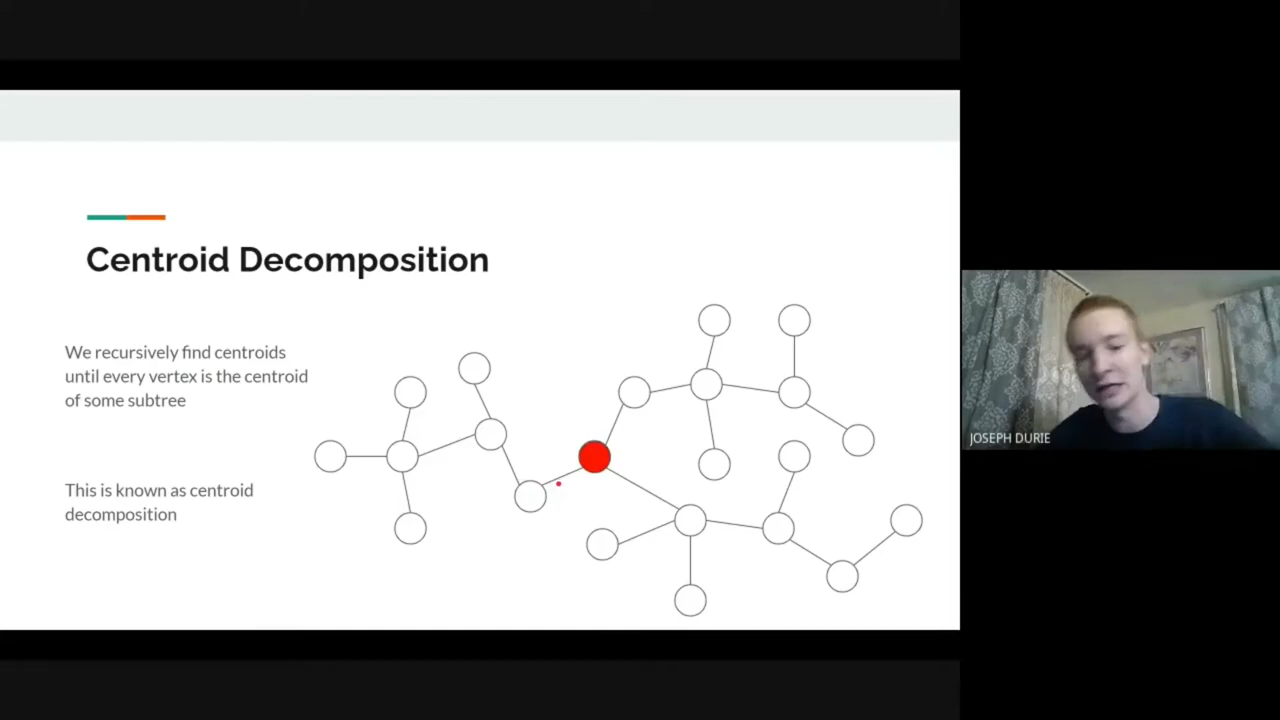 Centroid Decomposition
We recursively find centroids
until every vertex is the centroid
of some subtree
This is known as centroid
decomposition
JOSEPH DURIE